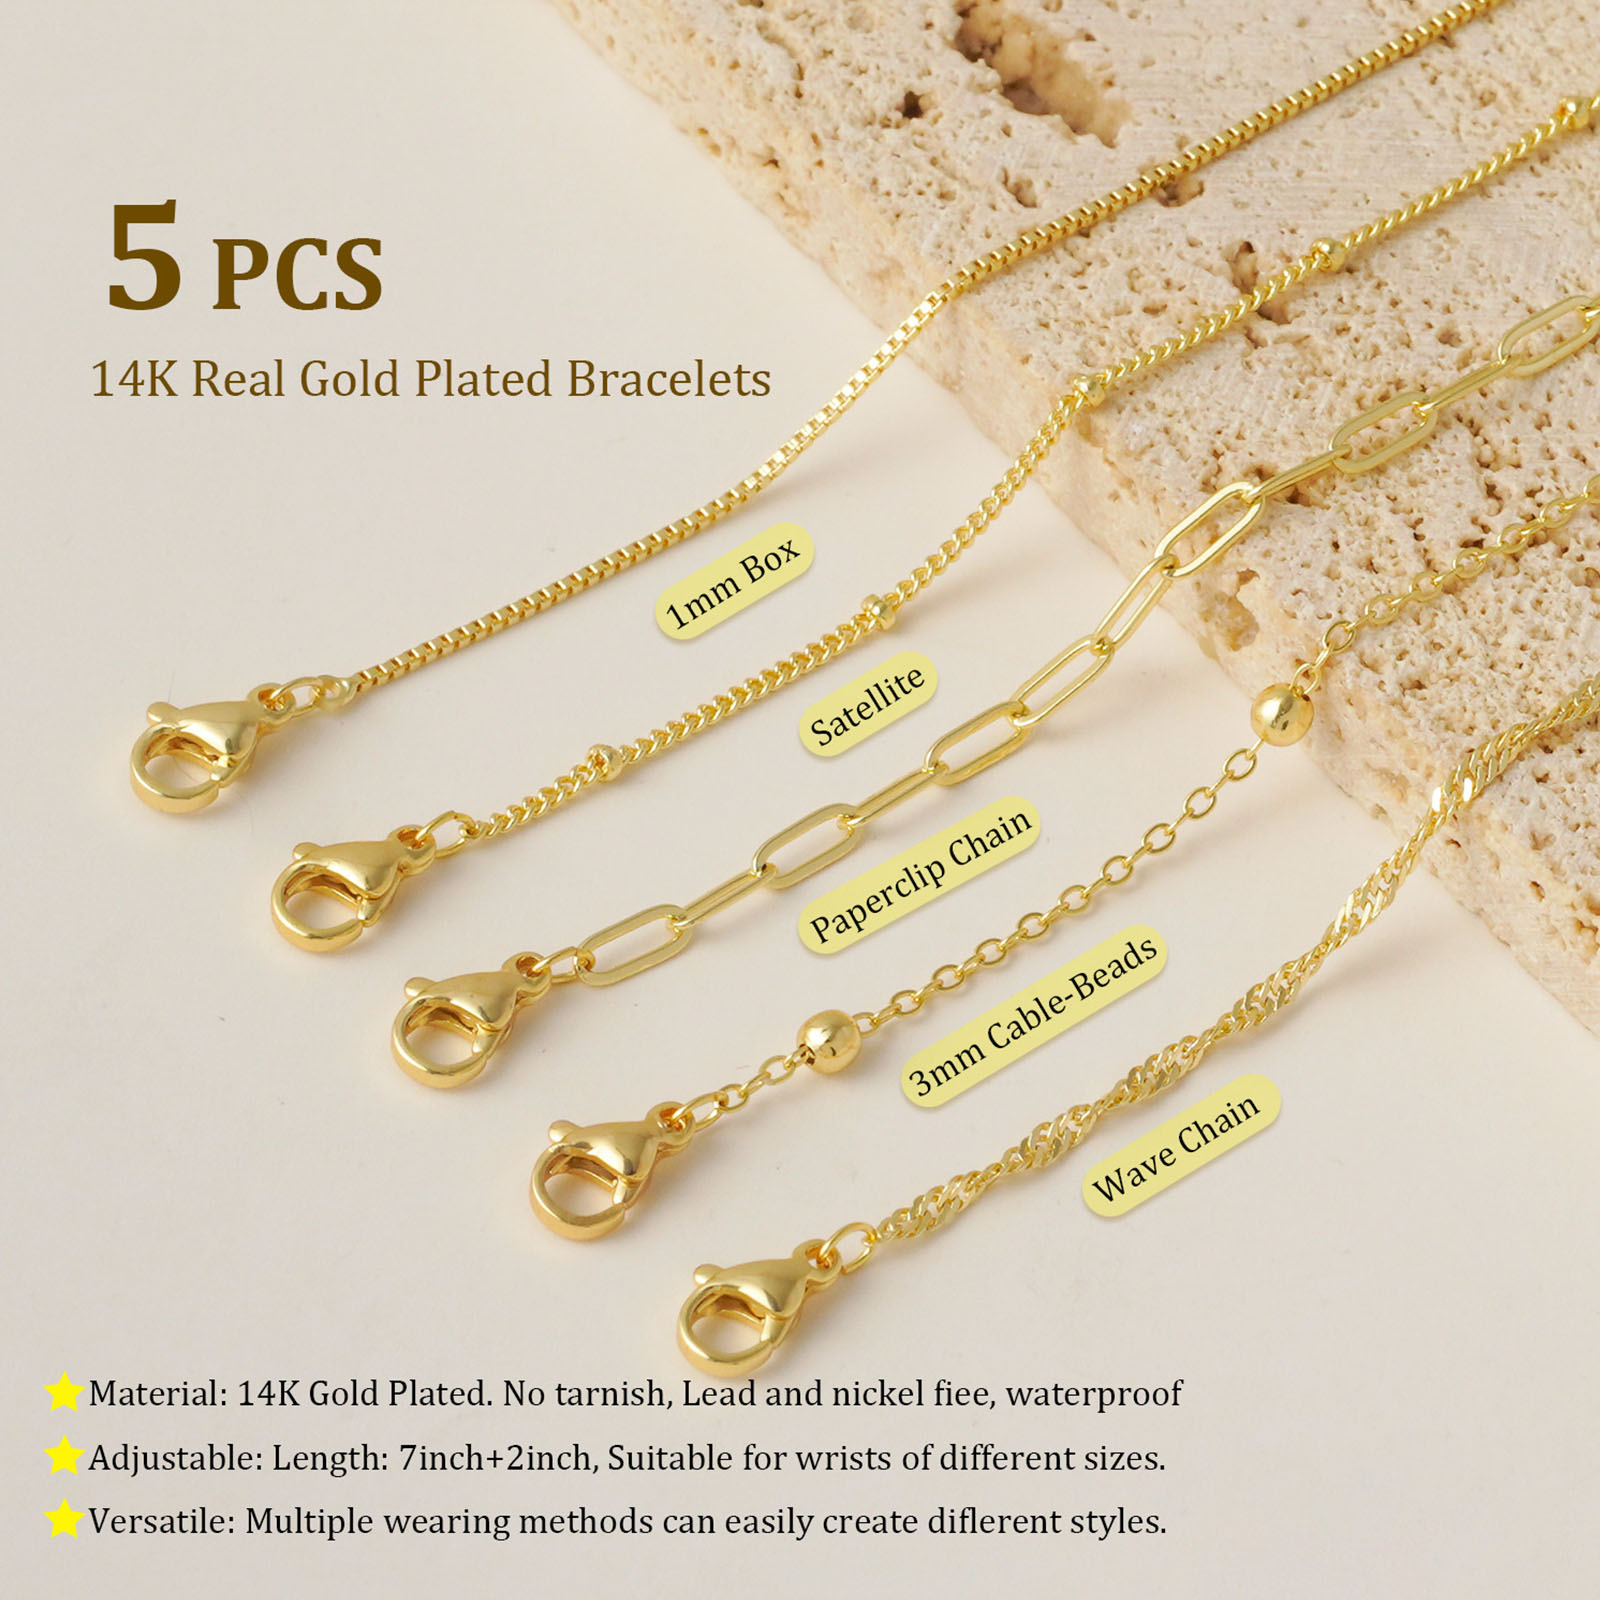 5 PCS
14K Real Gold Plated Bracelets
1mm Box
Satellite
Paperclip Chain
3mm Cable-Beads
Wave Chain
Material: 14K Gold Plated. No tarnish, Lead and nickel fiee, waterproof
Adjustable: Length: 7inch+2inch, Suitable for wrists of different sizes.
Versatile: Multiple wearing methods can easily create diflerent styles.